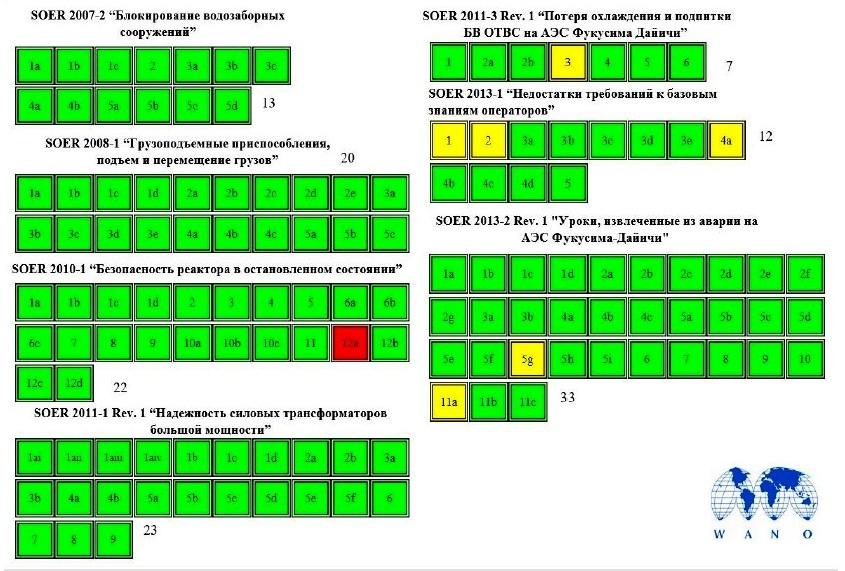 SOER 2007-2 “Блокирование водозаборных
сооружений”
1a 1b 1c 2 3a 3b 3c
4a 4b 5a 5b 5c 5d 13
SOER 2008-1 “Грузоподъемные приспособления,
подъем и перемещение грузов” 20
1a 1b 1c 1d 2a 2b 2c 2d 2e 3a
3b 3c 3d 3e 4a 4b 4c 5a 5b 5c
SOER 2010-1 “Безопасность реактора в остановленном состоянии”
1a 1b 1c 1d 2 3 4 5 6a 6b
6c 7 8 9 10a 10b 10c 11 12a 12b
12c 12d 22
SOER 2011-1 Rev. 1 “Надежность силовых трансформаторов
большой мощности”
1ai 1aii 1aiii 1aiv 1b 1c 1d 2a 2b 3a
3b 4a 4b 5a 5b 5c 5d 5e 5f 6
7 8 9 23
SOER 2011-3 Rev. 1 “Потеря охлаждения и подпитки
БВ ОТВС на АЭС Фукусима Дайичи”
1 2a 2b 3 4 5 6 7
SOER 2013-1 “Недостатки требований к базовым
знаниям операторов”
1 2 3a 3b 3c 3d 3e 4a 12
4b 4c 4d 5
SOER 2013-2 Rev. 1 "Уроки, извлеченные из аварии на
АЭС Фукусима-Дайичи"
1a 1b 1c 1d 2a 2b 2c 2d 2e 2f
2g 3a 3b 4a 4b 4c 5a 5b 5c 5d
5e 5f 5g 5h 5i 6 7 8 9 10
11a 11b 11c 33
WANO